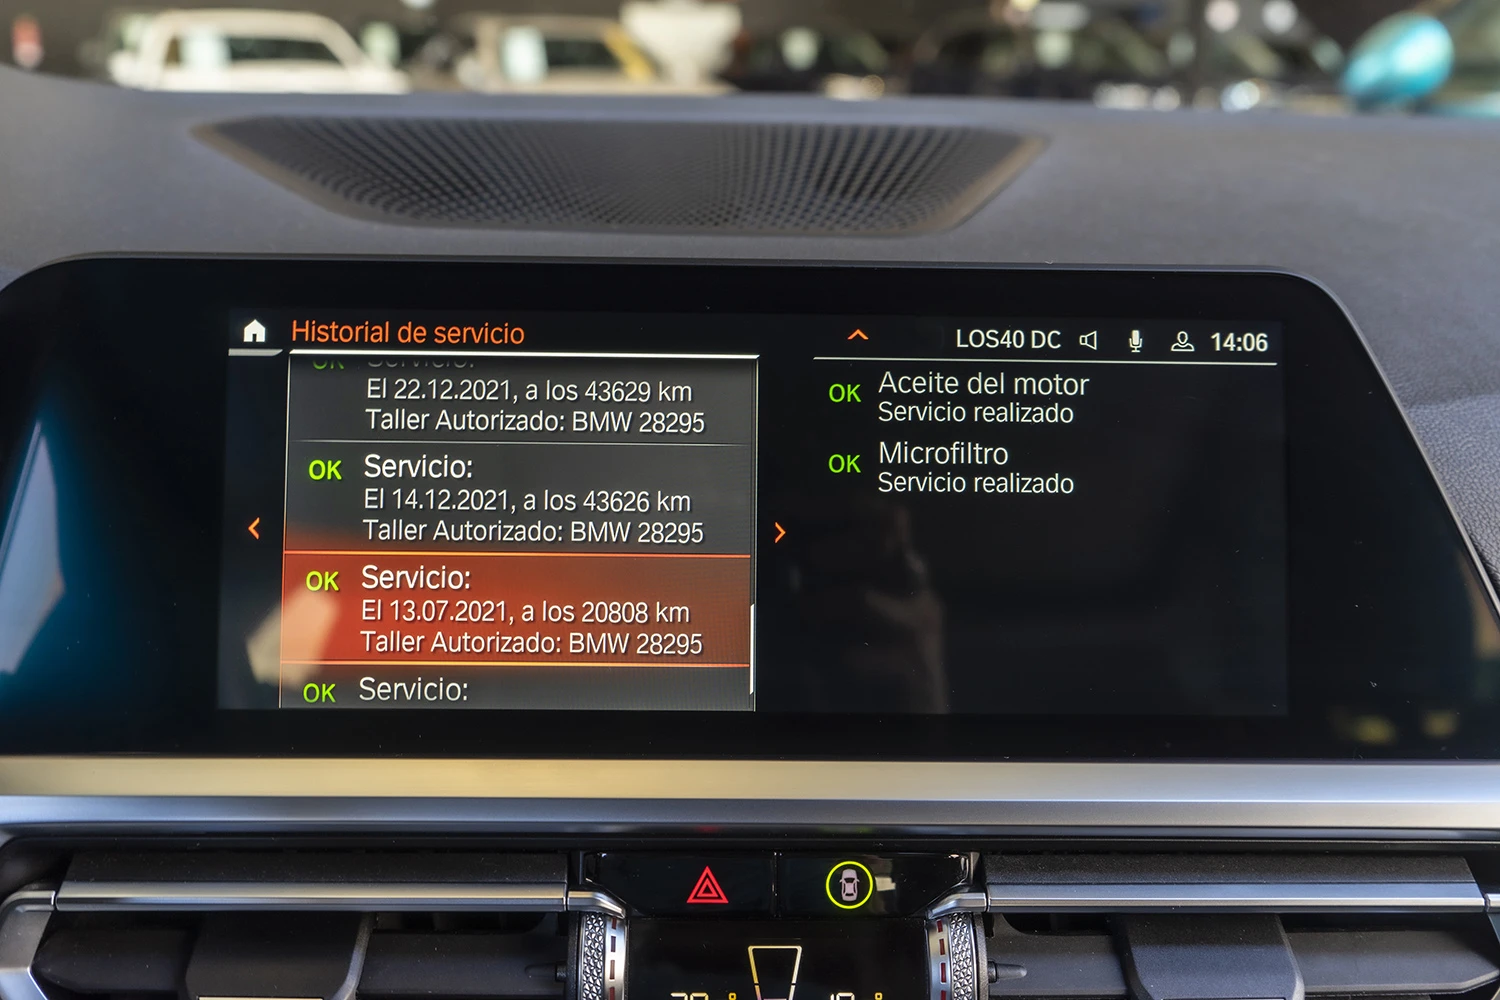 Historial de servicio
LOS40 DC
14:06
OK Servicio:
El 22.12.2021, a los 43629 km
Taller Autorizado: BMW 28295
OK Servicio:
El 14.12.2021, a los 43626 km
Taller Autorizado: BMW 28295
OK Servicio:
El 13.07.2021, a los 20808 km
Taller Autorizado: BMW 28295
OK Servicio:
OK Aceite del motor
Servicio realizado
OK Microfiltro
Servicio realizado